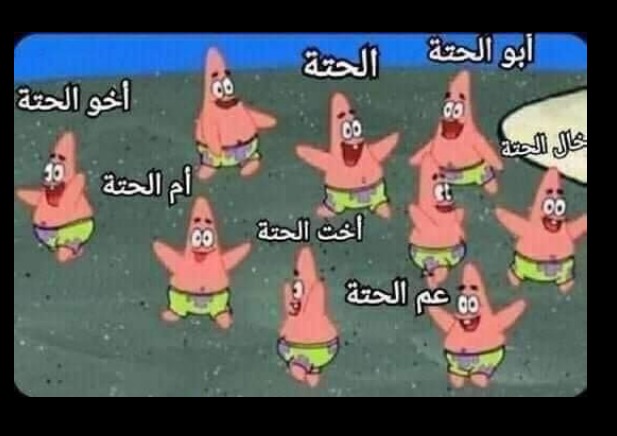 أبو الحتة
الحتة
أخو الحتة
خال الحتة
أم الحتة
أخت الحتة
عم الحتة